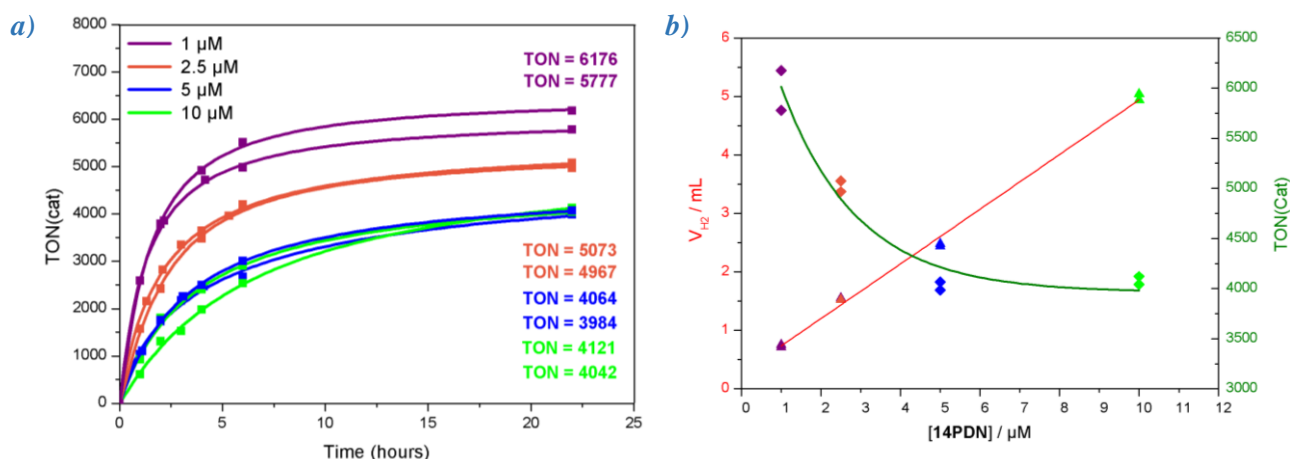 a)
8000
7000
6000
5000
4000
3000
2000
1000
0
TON(cat)
1 µM
2.5 µM
5 µM
10 µM
TON = 6176
TON = 5777
TON = 5073
TON = 4967
TON = 4064
TON = 3984
TON = 4121
TON = 4042
0 5 10 15 20 25
Time (hours)
b)
6
5
4
3
2
1
0
V_H2 / mL
6500
6000
5500
5000
4500
4000
3500
3000
TON(Cat)
0 1 2 3 4 5 6 7 8 9 10 11 12
[14PDN] / µM